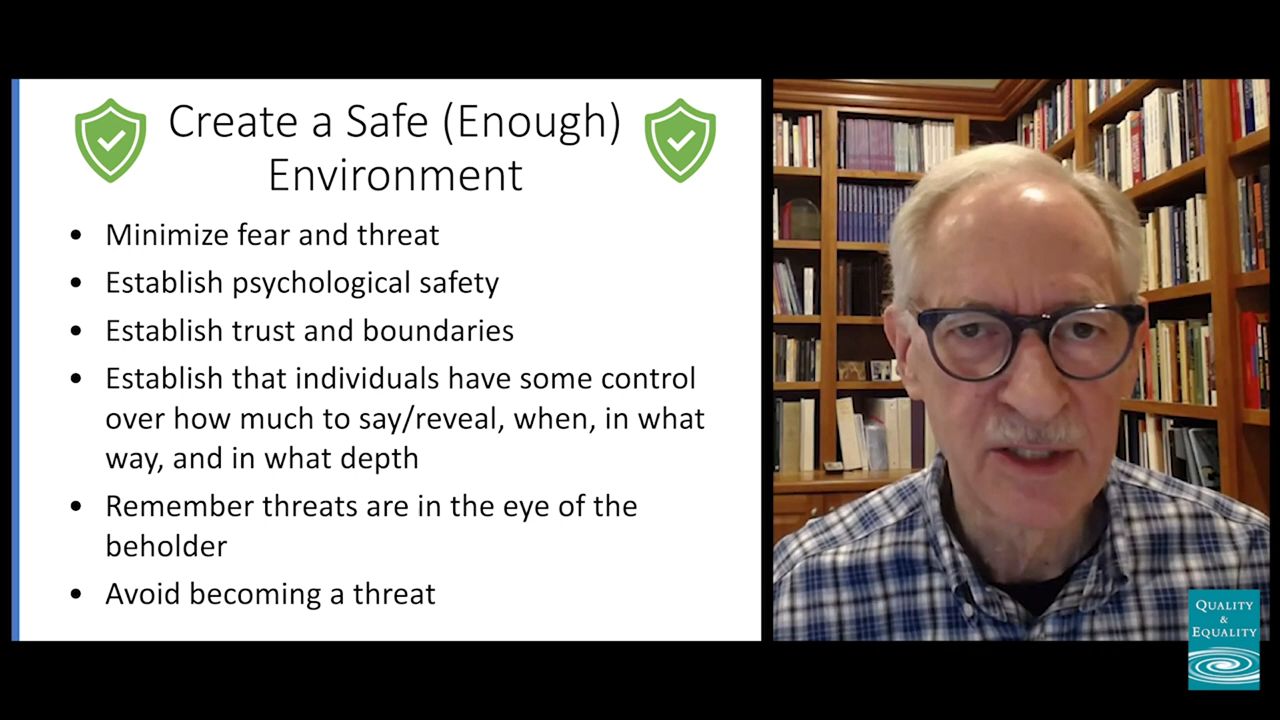 Create a Safe (Enough)
Environment
• Minimize fear and threat
• Establish psychological safety
• Establish trust and boundaries
• Establish that individuals have some control
over how much to say/reveal, when, in what
way, and in what depth
• Remember threats are in the eye of the
beholder
• Avoid becoming a threat
QUALITY
&
EQUALITY